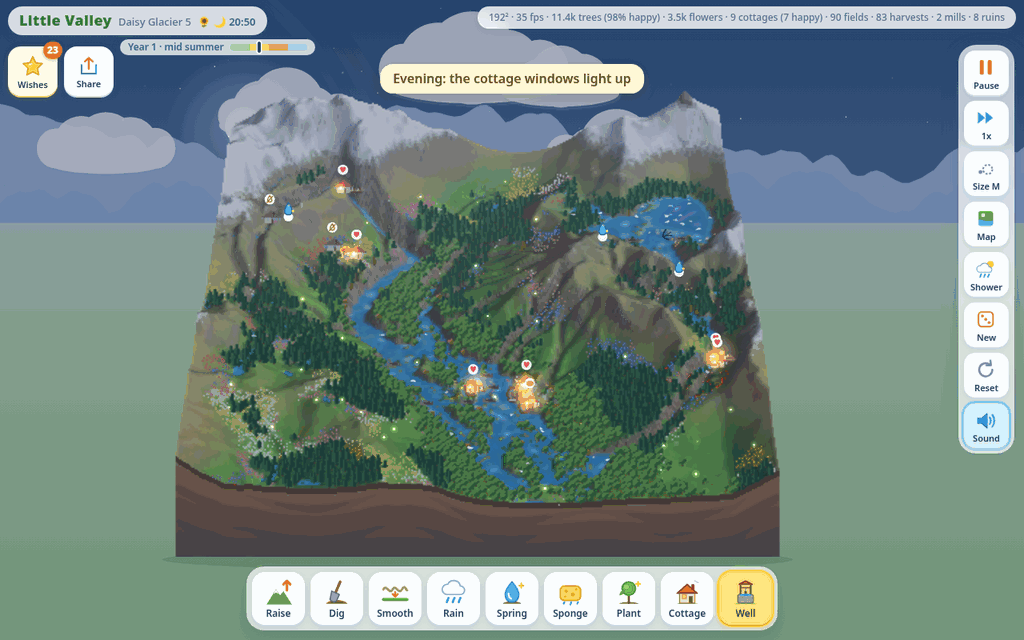 Little Valley Daisy Glacier 5 20:50
192² · 35 fps · 11.4k trees (98% happy) · 3.5k flowers · 9 cottages (7 happy) · 90 fields · 83 harvests · 2 mills · 8 ruins
Year 1 · mid summer
23
Wishes
Share
Evening: the cottage windows light up
Pause
1x
Size M
Map
Shower
New
Reset
Sound
Raise
Dig
Smooth
Rain
Spring
Sponge
Plant
Cottage
Well